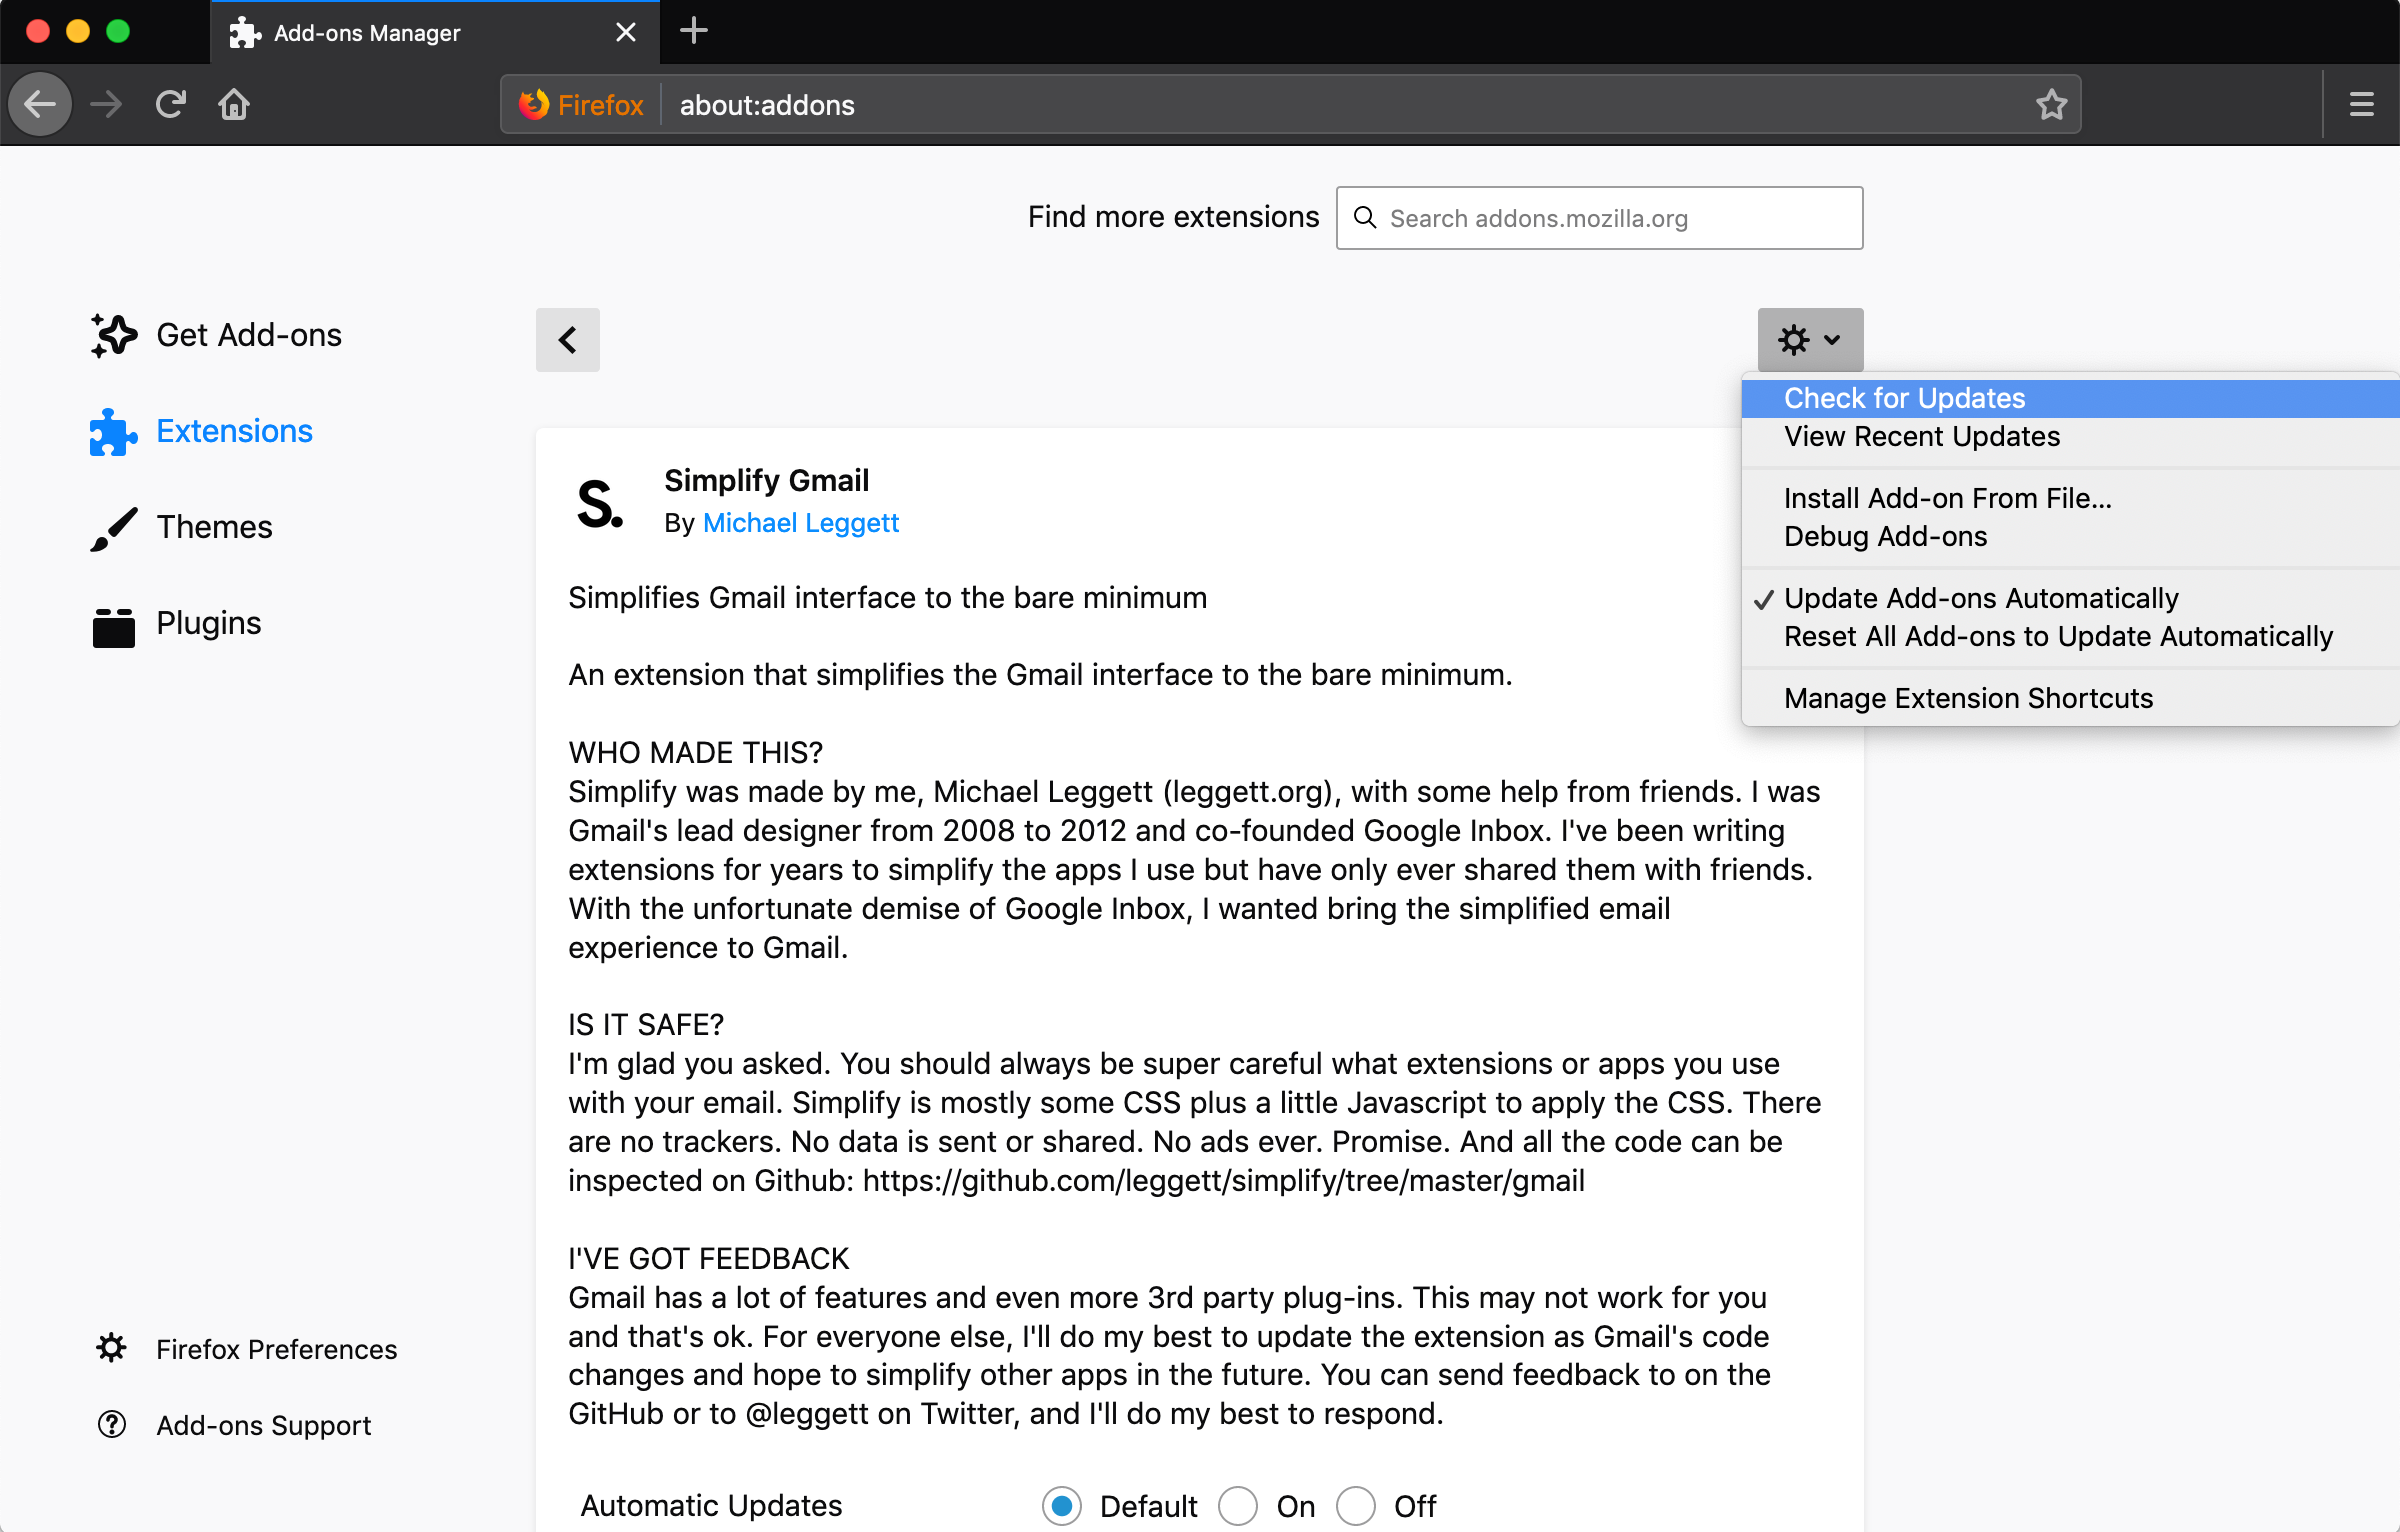 Add-ons Manager
Firefox
about:addons
Find more extensions
Search addons.mozilla.org
Get Add-ons
Extensions
Themes
Plugins
Firefox Preferences
Add-ons Support
Check for Updates
View Recent Updates
Install Add-on From File...
Debug Add-ons
✓ Update Add-ons Automatically
Reset All Add-ons to Update Automatically
Manage Extension Shortcuts
S.
Simplify Gmail
By Michael Leggett
Simplifies Gmail interface to the bare minimum
An extension that simplifies the Gmail interface to the bare minimum.
WHO MADE THIS?
Simplify was made by me, Michael Leggett (leggett.org), with some help from friends. I was
Gmail's lead designer from 2008 to 2012 and co-founded Google Inbox. I've been writing
extensions for years to simplify the apps I use but have only ever shared them with friends.
With the unfortunate demise of Google Inbox, I wanted bring the simplified email
experience to Gmail.
IS IT SAFE?
I'm glad you asked. You should always be super careful what extensions or apps you use
with your email. Simplify is mostly some CSS plus a little Javascript to apply the CSS. There
are no trackers. No data is sent or shared. No ads ever. Promise. And all the code can be
inspected on Github: https://github.com/leggett/simplify/tree/master/gmail
I'VE GOT FEEDBACK
Gmail has a lot of features and even more 3rd party plug-ins. This may not work for you
and that's ok. For everyone else, I'll do my best to update the extension as Gmail's code
changes and hope to simplify other apps in the future. You can send feedback to on the
GitHub or to @leggett on Twitter, and I'll do my best to respond.
Automatic Updates Default On Off